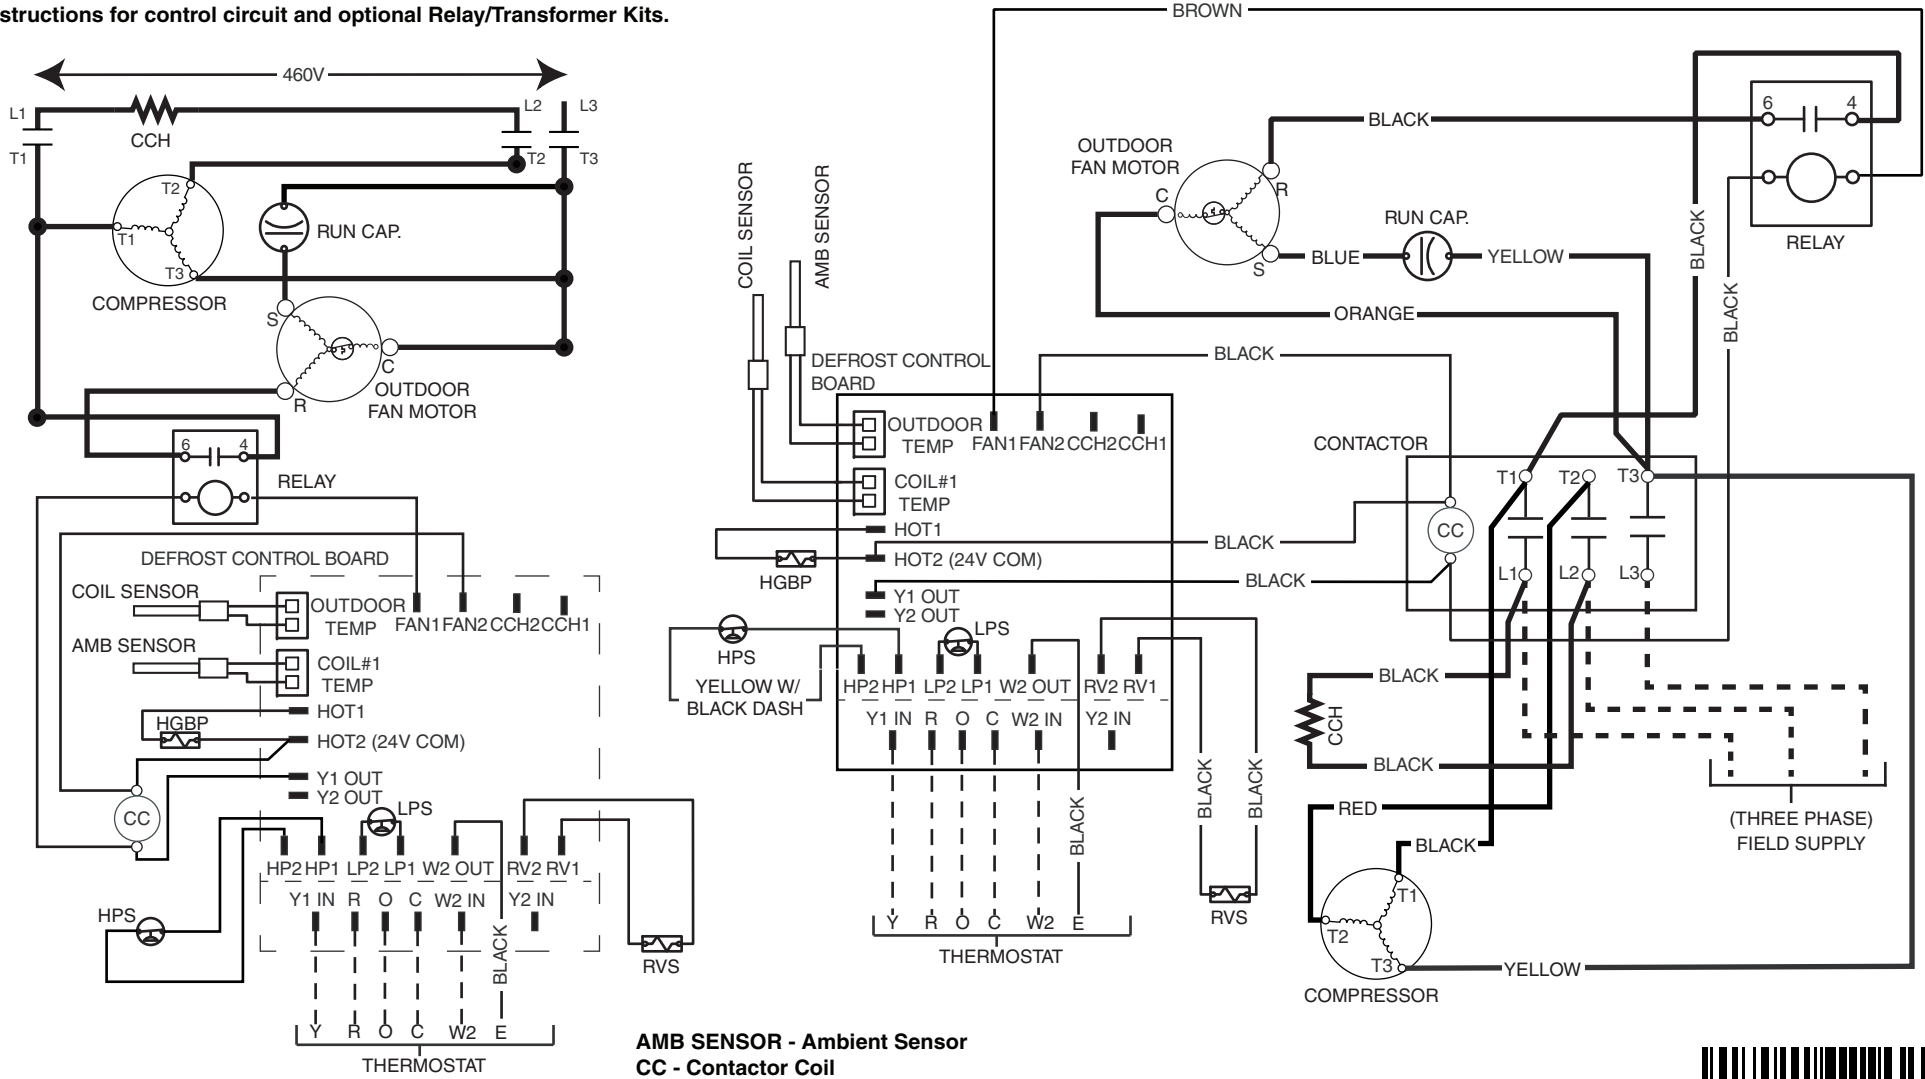 structions for control circuit and optional Relay/Transformer Kits.
460V
L1
CCH
L2
L3
T1
T2
T3
T2
T1
T3
COMPRESSOR
RUN CAP.
S
C
R
OUTDOOR
FAN MOTOR
6
4
RELAY
DEFROST CONTROL BOARD
COIL SENSOR
AMB SENSOR
OUTDOOR
TEMP
FAN1 FAN2 CCH2 CCH1
COIL#1
TEMP
HOT1
HGBP
HOT2 (24V COM)
Y1 OUT
Y2 OUT
CC
LPS
HP2 HP1 LP2 LP1 W2 OUT RV2 RV1
Y1 IN R O C W2 IN Y2 IN
HPS
BLACK
RVS
Y R O C W2 E
THERMOSTAT
BROWN
COIL SENSOR
AMB SENSOR
OUTDOOR
FAN MOTOR
C
R
S
BLACK
6
4
RELAY
RUN CAP.
BLUE
YELLOW
ORANGE
BLACK
BLACK
BLACK
DEFROST CONTROL
BOARD
OUTDOOR
TEMP
FAN1 FAN2 CCH2 CCH1
COIL#1
TEMP
HOT1
HOT2 (24V COM)
HGBP
BLACK
BLACK
Y1 OUT
Y2 OUT
CONTACTOR
T1
T2
T3
CC
L1
L2
L3
HPS
LPS
YELLOW W/
BLACK DASH
HP2 HP1 LP2 LP1 W2 OUT RV2 RV1
Y1 IN R O C W2 IN Y2 IN
BLACK
BLACK
BLACK
RVS
Y R O C W2 E
THERMOSTAT
BLACK
CCH
BLACK
RED
BLACK
T1
T2
T3
YELLOW
COMPRESSOR
(THREE PHASE)
FIELD SUPPLY
AMB SENSOR - Ambient Sensor
CC - Contactor Coil